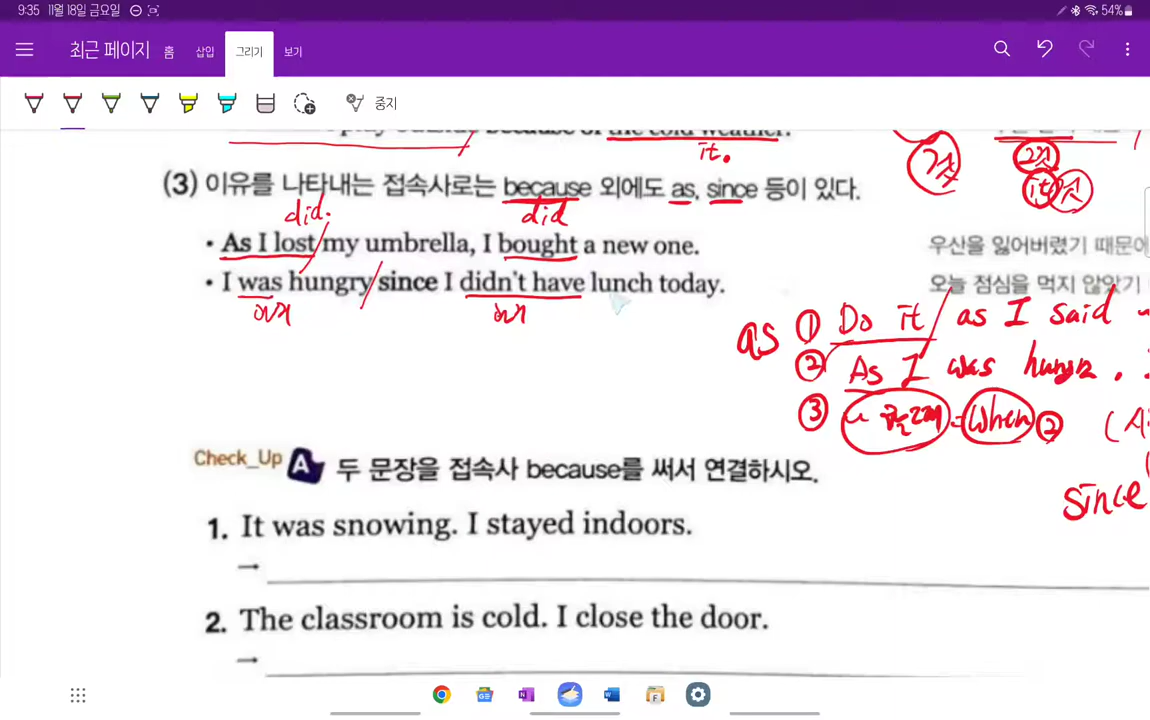 9:35 11월 18일 금요일 54%
최근 페이지 홈 삽입 그리기 보기
중지
because of the cold weather.
it.
(3) 이유를 나타내는 접속사로는 because 외에도 as, since 등이 있다.
did. did
• As I lost my umbrella, I bought a new one.
우산을 잃어버렸기 때문에
• I was hungry since I didn't have lunch today.
오늘 점심을 먹지 않았기
as ① Do it as I said
② As I was
③ = When ②
since
Check_Up A 두 문장을 접속사 because를 써서 연결하시오.
1. It was snowing. I stayed indoors.
→
2. The classroom is cold. I close the door.
→